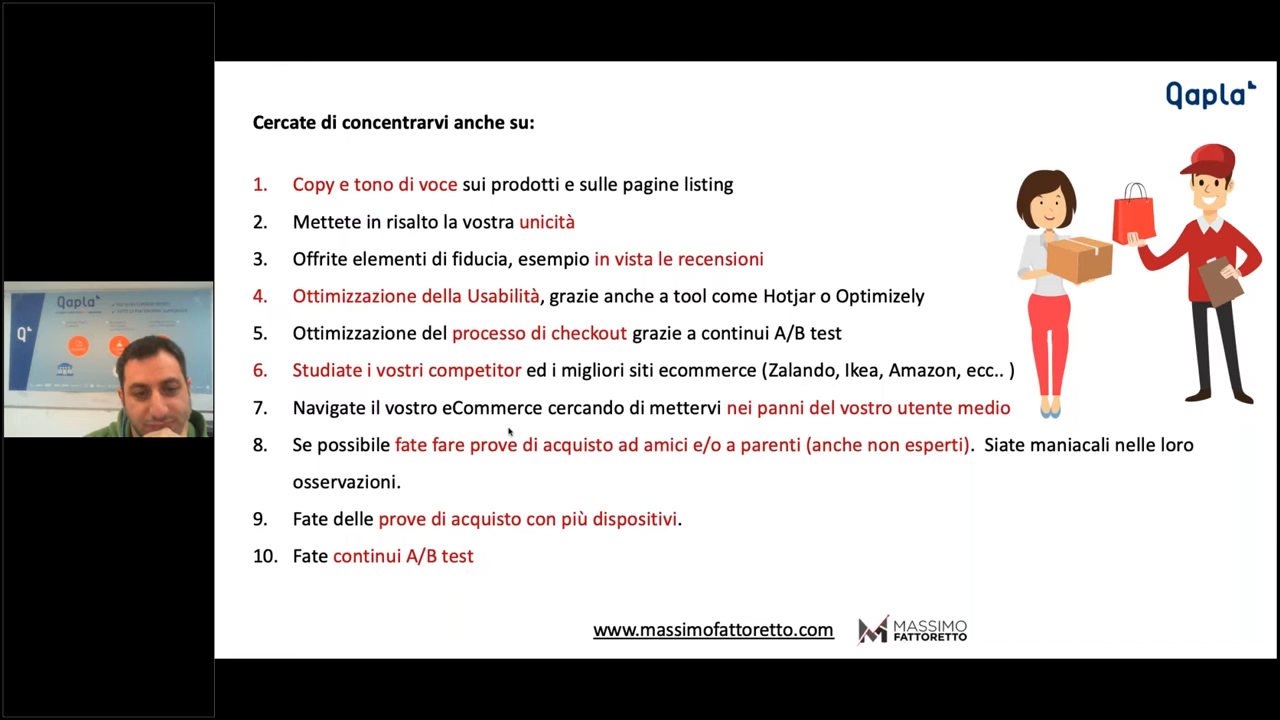 Qapla'
Cercate di concentrarvi anche su:
1. Copy e tono di voce sui prodotti e sulle pagine listing
2. Mettete in risalto la vostra unicità
3. Offrite elementi di fiducia, esempio in vista le recensioni
4. Ottimizzazione della Usabilità, grazie anche a tool come Hotjar o Optimizely
5. Ottimizzazione del processo di checkout grazie a continui A/B test
6. Studiate i vostri competitor ed i migliori siti ecommerce (Zalando, Ikea, Amazon, ecc.. )
7. Navigate il vostro eCommerce cercando di mettervi nei panni del vostro utente medio
8. Se possibile fate fare prove di acquisto ad amici e/o a parenti (anche non esperti). Siate maniacali nelle loro
osservazioni.
9. Fate delle prove di acquisto con più dispositivi.
10. Fate continui A/B test
www.massimofattoretto.com
MASSIMO
FATTORETTO
Qapla'